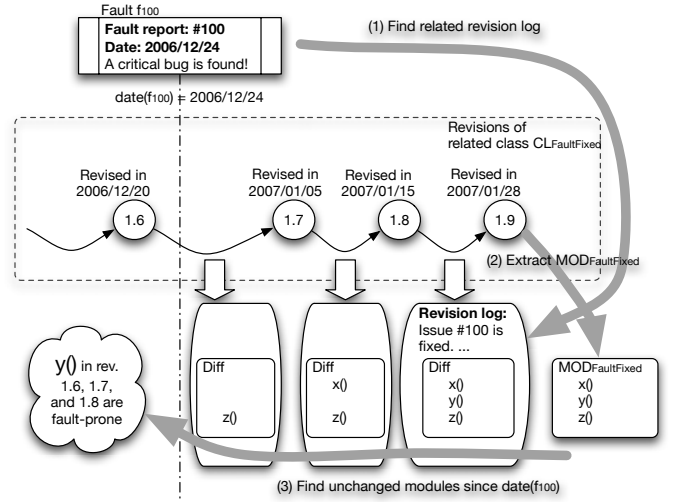 Fault f100
Fault report: #100
Date: 2006/12/24
A critical bug is found!
(1) Find related revision log
date(f100) = 2006/12/24
Revisions of
related class CLFaultFixed
Revised in
2006/12/20
Revised in
2007/01/05
Revised in
2007/01/15
Revised in
2007/01/28
1.6
1.7
1.8
1.9
(2) Extract MODFaultFixed
Revision log:
Issue #100 is
fixed. ...
y() in rev.
1.6, 1.7,
and 1.8 are
fault-prone
Diff
z()
Diff
x()
z()
Diff
x()
y()
z()
MODFaultFixed
x()
y()
z()
(3) Find unchanged modules since date(f100)